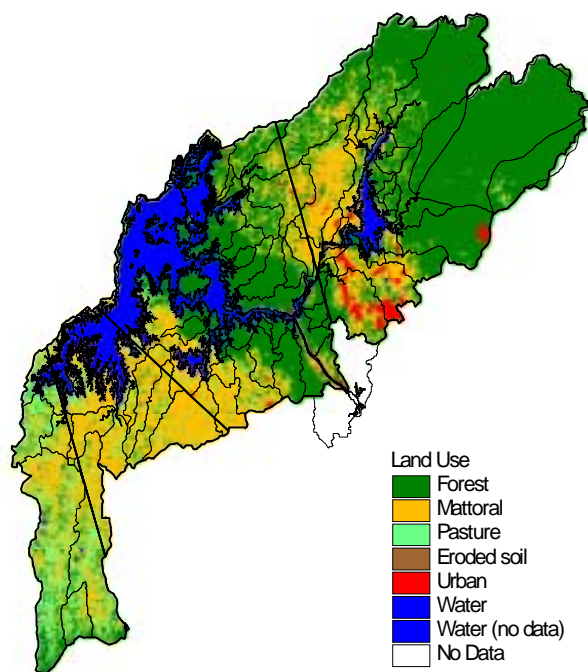 Land Use
Forest
Mattoral
Pasture
Eroded soil
Urban
Water
Water (no data)
No Data